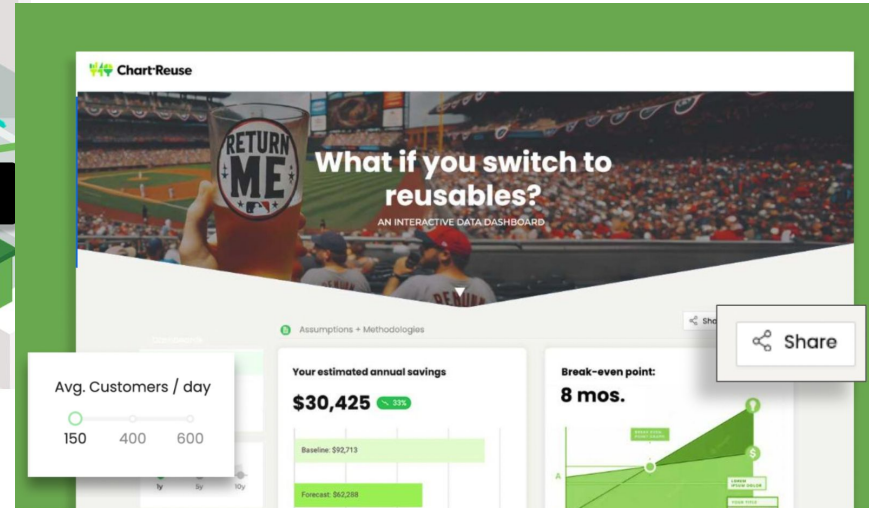 Chart·Reuse
RETURN
ME
What if you switch to
reusables?
AN INTERACTIVE DATA DASHBOARD
Assumptions + Methodologies
Share
Avg. Customers / day
150 400 600
1y 5y 10y
Your estimated annual savings
$30,425 33%
Baseline: $92,713
Forecast: $62,288
Break-even point:
8 mos.
A
$